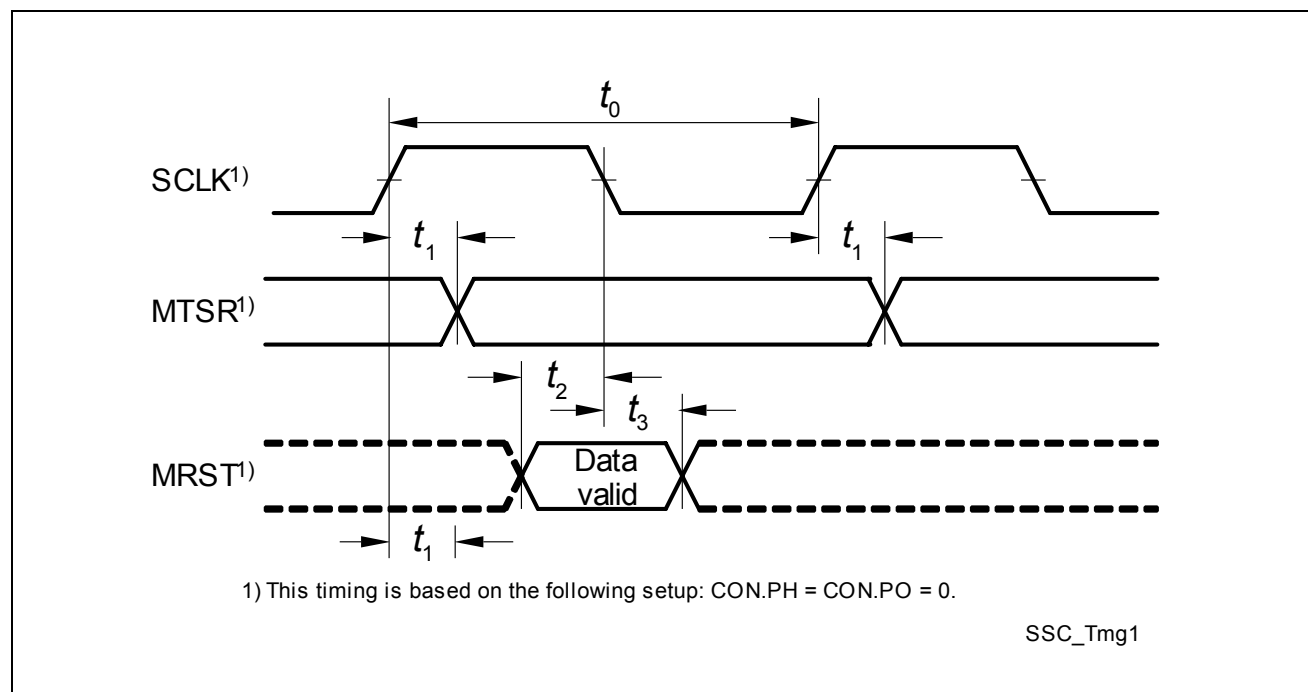 t0
SCLK1)
t1 t1
MTSR1)
t2
t3
MRST1) Data
valid
t1
1) This timing is based on the following setup: CON.PH = CON.PO = 0.
SSC_Tmg1